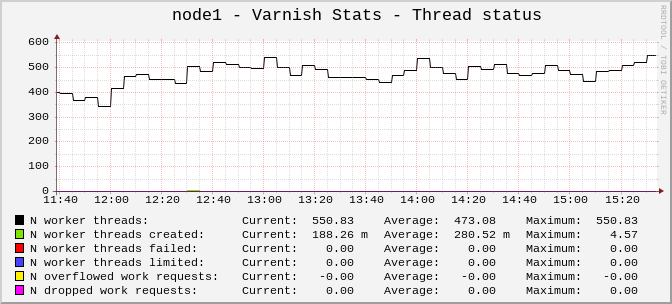 node1 - Varnish Stats - Thread status
RRDTOOL / TOBI OETIKER
600
500
400
300
200
100
0
11:40 12:00 12:20 12:40 13:00 13:20 13:40 14:00 14:20 14:40 15:00 15:20
N worker threads: Current: 550.83 Average: 473.08 Maximum: 550.83
N worker threads created: Current: 188.26 m Average: 280.52 m Maximum: 4.57
N worker threads failed: Current: 0.00 Average: 0.00 Maximum: 0.00
N worker threads limited: Current: 0.00 Average: 0.00 Maximum: 0.00
N overflowed work requests: Current: -0.00 Average: -0.00 Maximum: -0.00
N dropped work requests: Current: 0.00 Average: 0.00 Maximum: 0.00